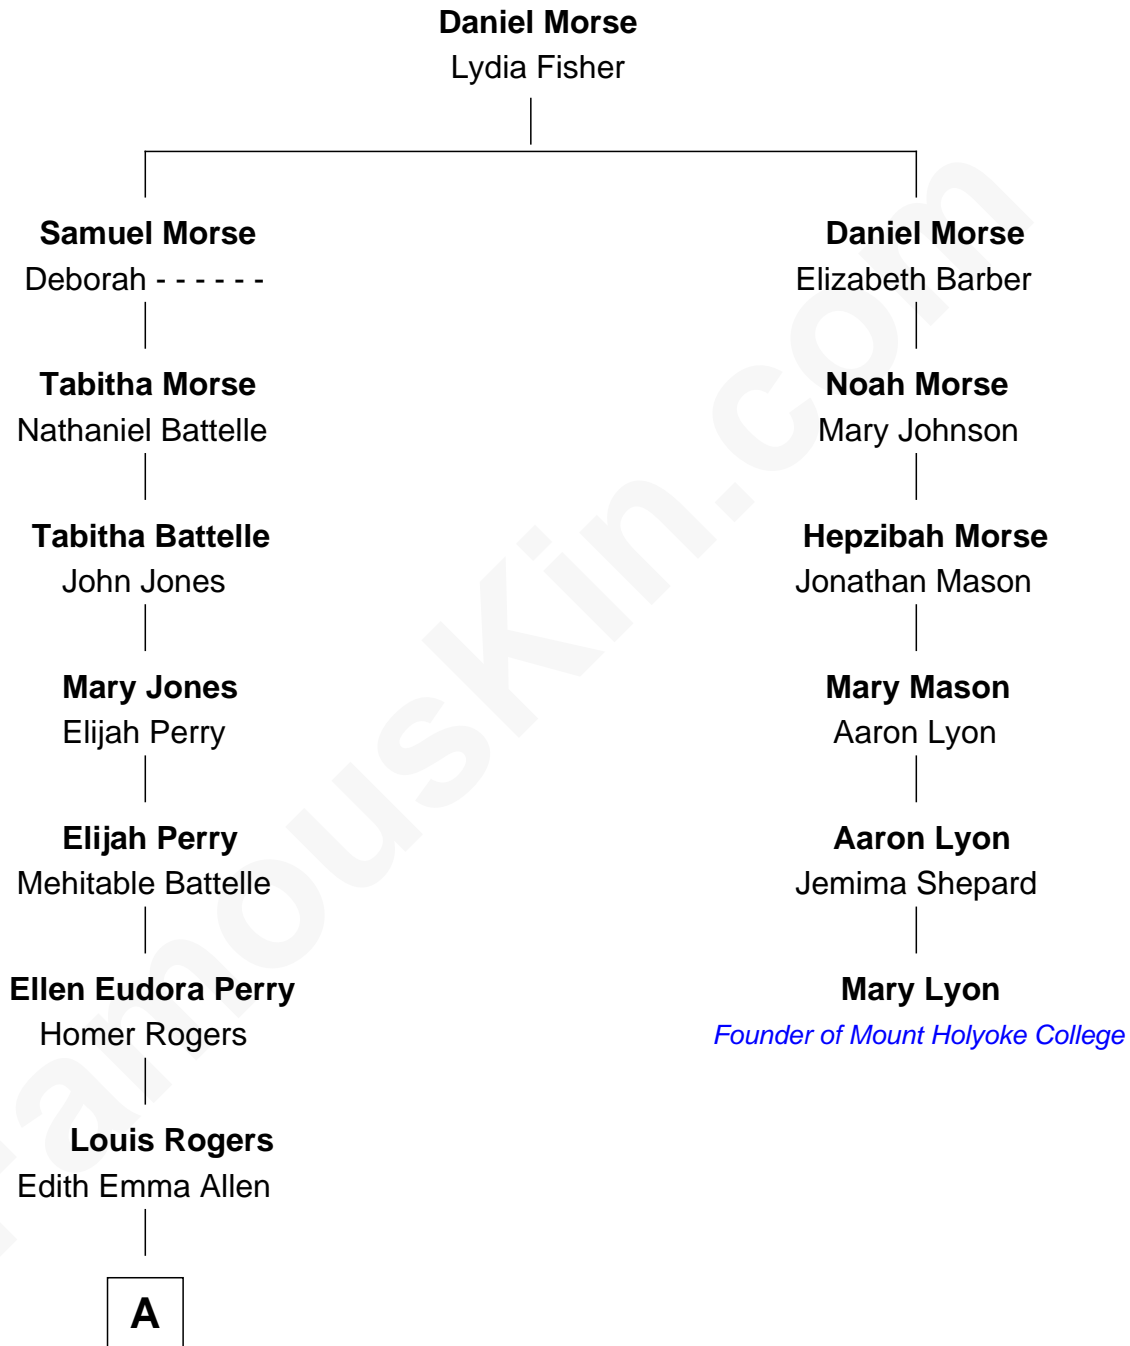 Daniel Morse
Lydia Fisher
Samuel Morse
Deborah - - - - - -
Tabitha Morse
Nathaniel Battelle
Tabitha Battelle
John Jones
Mary Jones
Elijah Perry
Elijah Perry
Mehitable Battelle
Ellen Eudora Perry
Homer Rogers
Louis Rogers
Edith Emma Allen
A
Daniel Morse
Elizabeth Barber
Noah Morse
Mary Johnson
Hepzibah Morse
Jonathan Mason
Mary Mason
Aaron Lyon
Aaron Lyon
Jemima Shepard
Mary Lyon
Founder of Mount Holyoke College
FamousKin.com